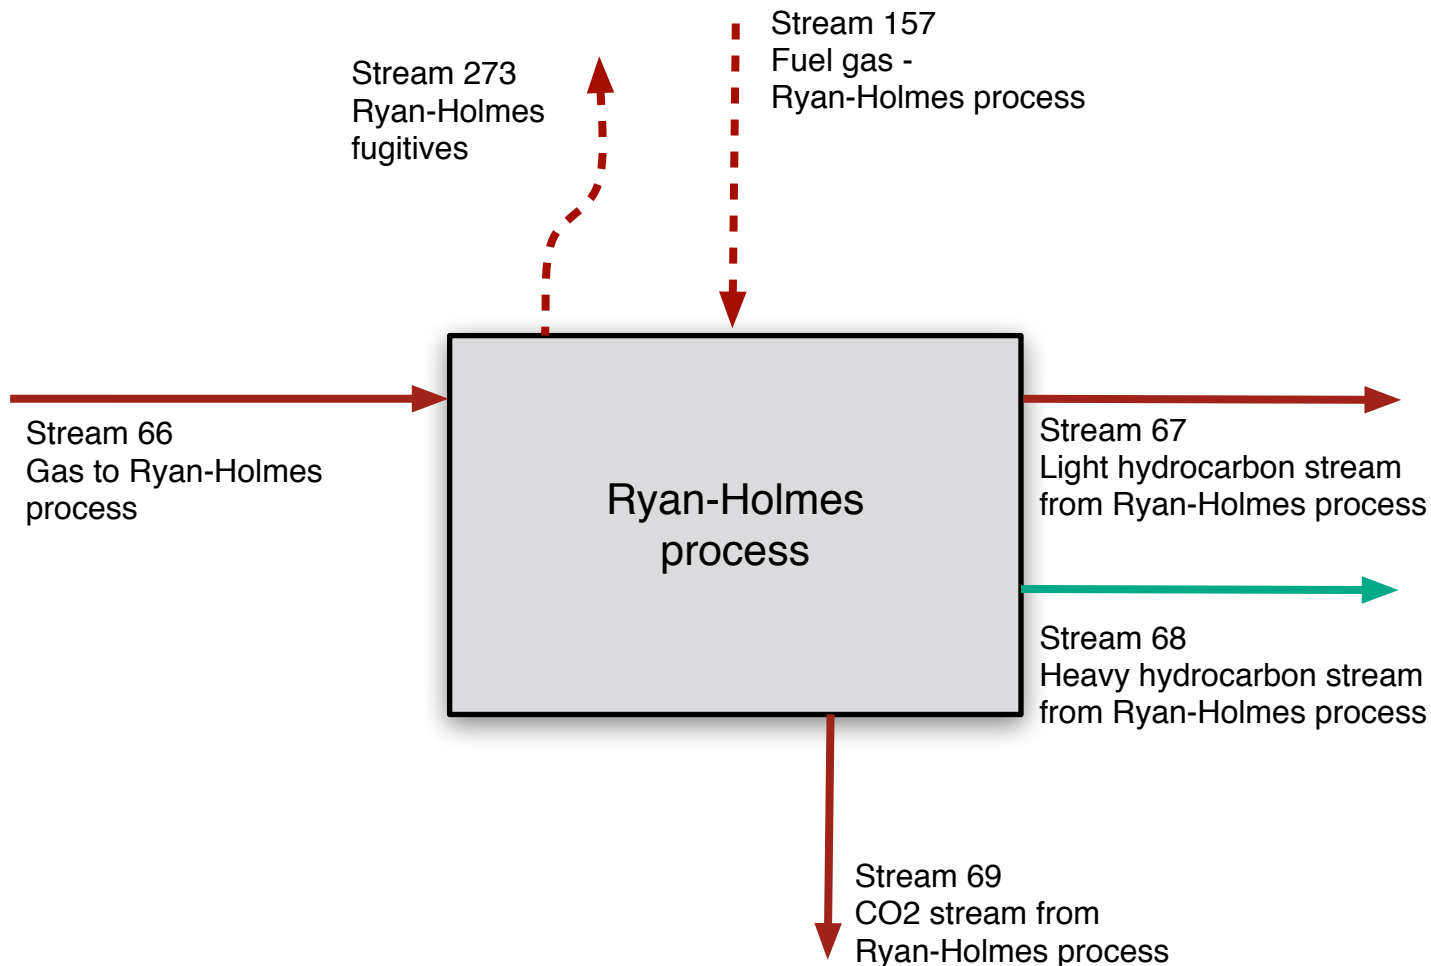 Stream 157
Fuel gas -
Ryan-Holmes process
Stream 273
Ryan-Holmes
fugitives
Stream 66
Gas to Ryan-Holmes
process
Ryan-Holmes
process
Stream 67
Light hydrocarbon stream
from Ryan-Holmes process
Stream 68
Heavy hydrocarbon stream
from Ryan-Holmes process
Stream 69
CO2 stream from
Ryan-Holmes process